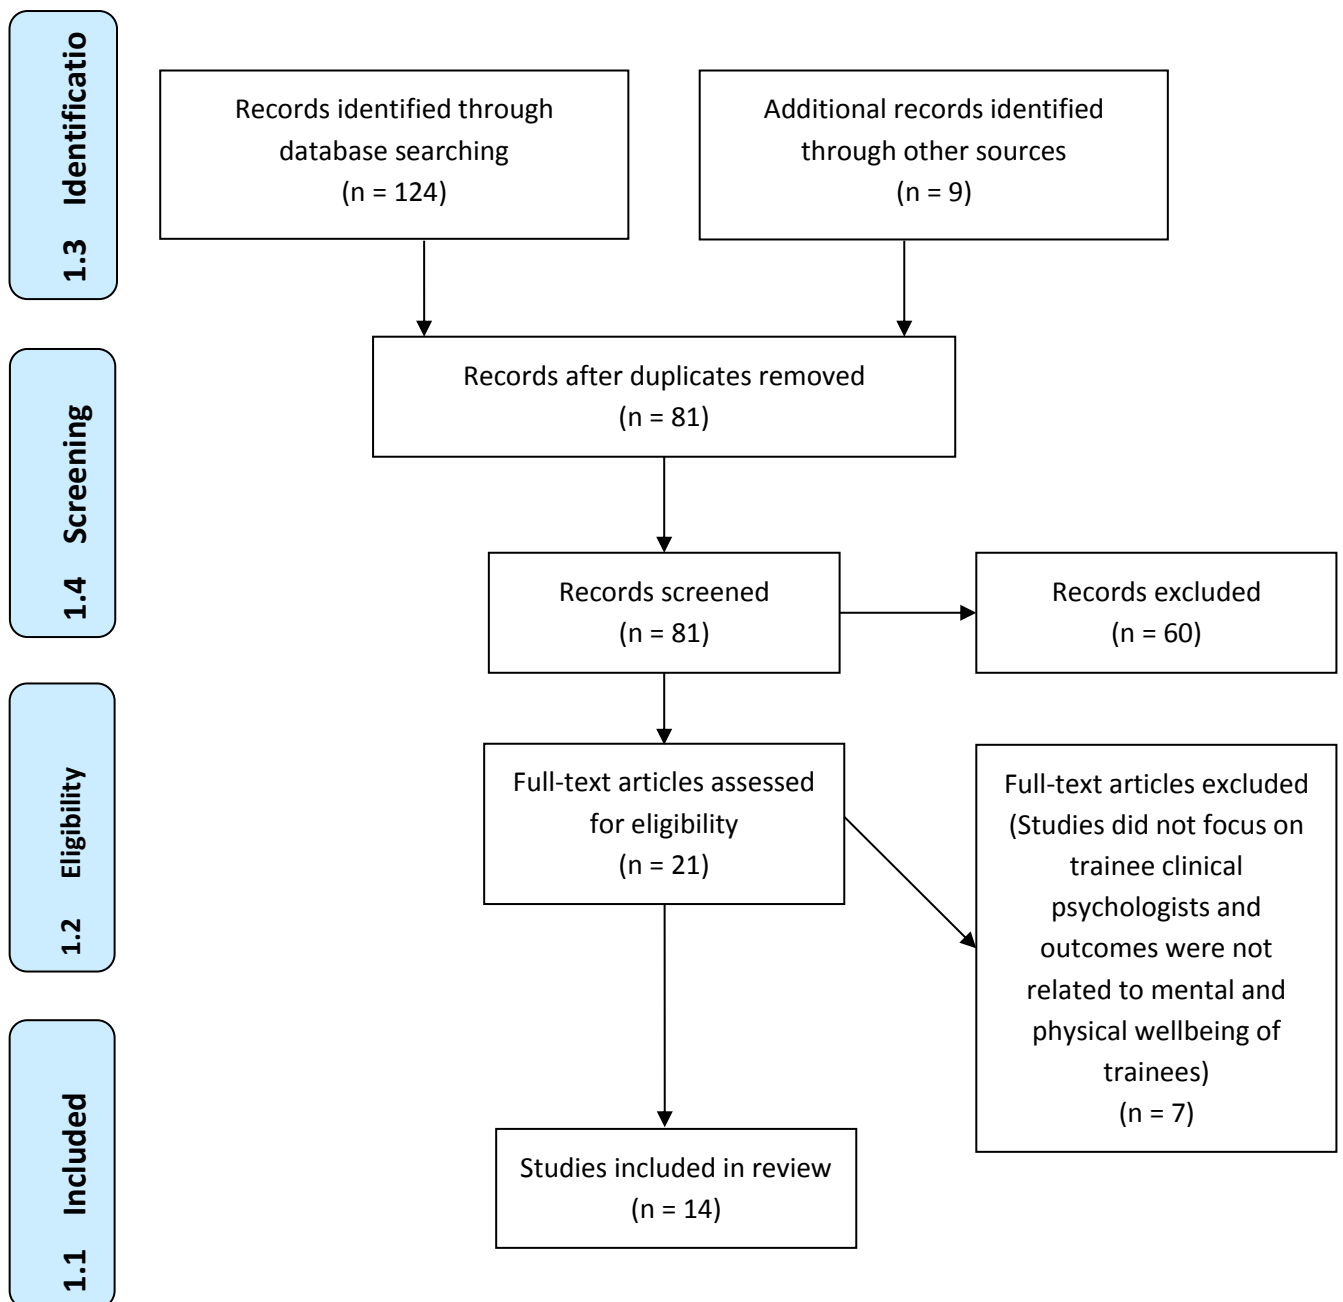 1.3 Identificatio
Records identified through
database searching
(n = 124)
Additional records identified
through other sources
(n = 9)
1.4 Screening
Records after duplicates removed
(n = 81)
Records screened
(n = 81)
Records excluded
(n = 60)
1.2 Eligibility
Full-text articles assessed
for eligibility
(n = 21)
Full-text articles excluded
(Studies did not focus on
trainee clinical
psychologists and
outcomes were not
related to mental and
physical wellbeing of
trainees)
(n = 7)
1.1 Included
Studies included in review
(n = 14)